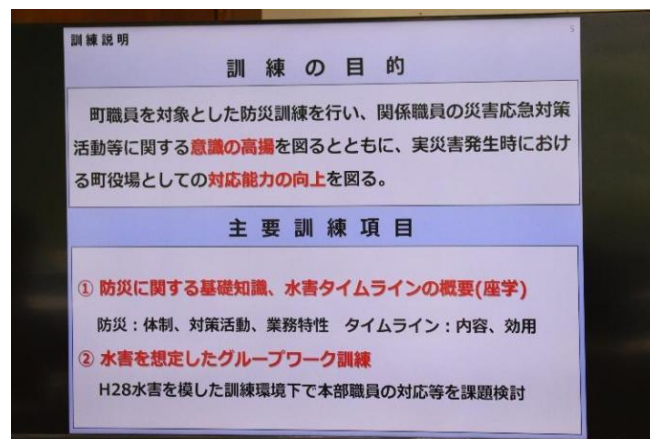 訓練説明
5
訓練の目的
町職員を対象とした防災訓練を行い、関係職員の災害応急対策
活動等に関する意識の高揚を図るとともに、実災害発生時におけ
る町役場としての対応能力の向上を図る。
主要訓練項目
① 防災に関する基礎知識、水害タイムラインの概要(座学)
防災：体制、対策活動、業務特性 タイムライン：内容、効用
② 水害を想定したグループワーク訓練
H28水害を模した訓練環境下で本部職員の対応等を課題検討